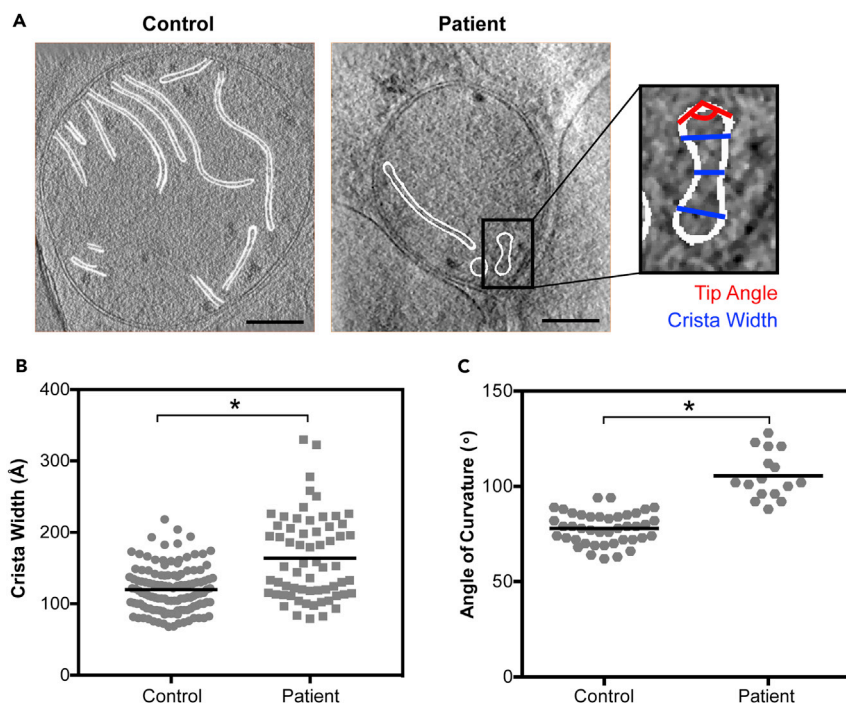 A
Control
Patient
Tip Angle
Crista Width
B
400
300
200
100
0
Crista Width (Å)
*
Control
Patient
C
150
100
50
0
Angle of Curvature (°)
*
Control
Patient